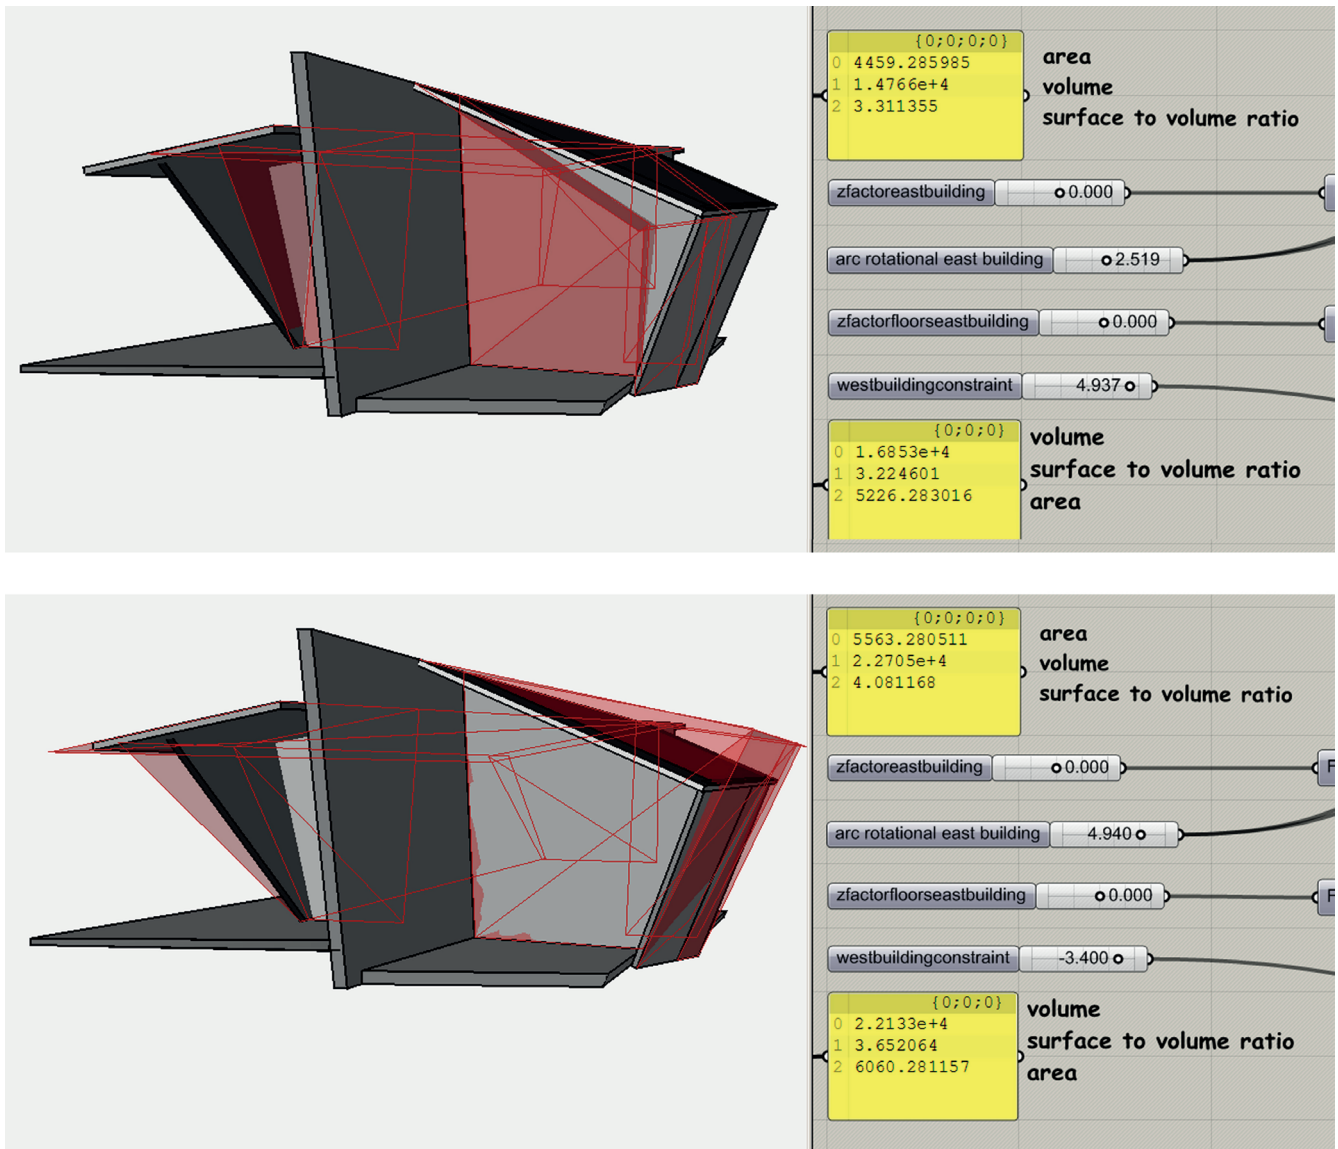 {0;0;0;0}
0 4459.285985
1 1.4766e+4
2 3.311355
area
volume
surface to volume ratio
zfactoreastbuilding 0.000
arc rotational east building 2.519
zfactorfloorseastbuilding 0.000
westbuildingconstraint 4.937
{0;0;0}
0 1.6853e+4
1 3.224601
2 5226.283016
volume
surface to volume ratio
area
{0;0;0;0}
0 5563.280511
1 2.2705e+4
2 4.081168
area
volume
surface to volume ratio
zfactoreastbuilding 0.000
F
arc rotational east building 4.940
zfactorfloorseastbuilding 0.000
F
westbuildingconstraint -3.400
{0;0;0}
0 2.2133e+4
1 3.652064
2 6060.281157
volume
surface to volume ratio
area